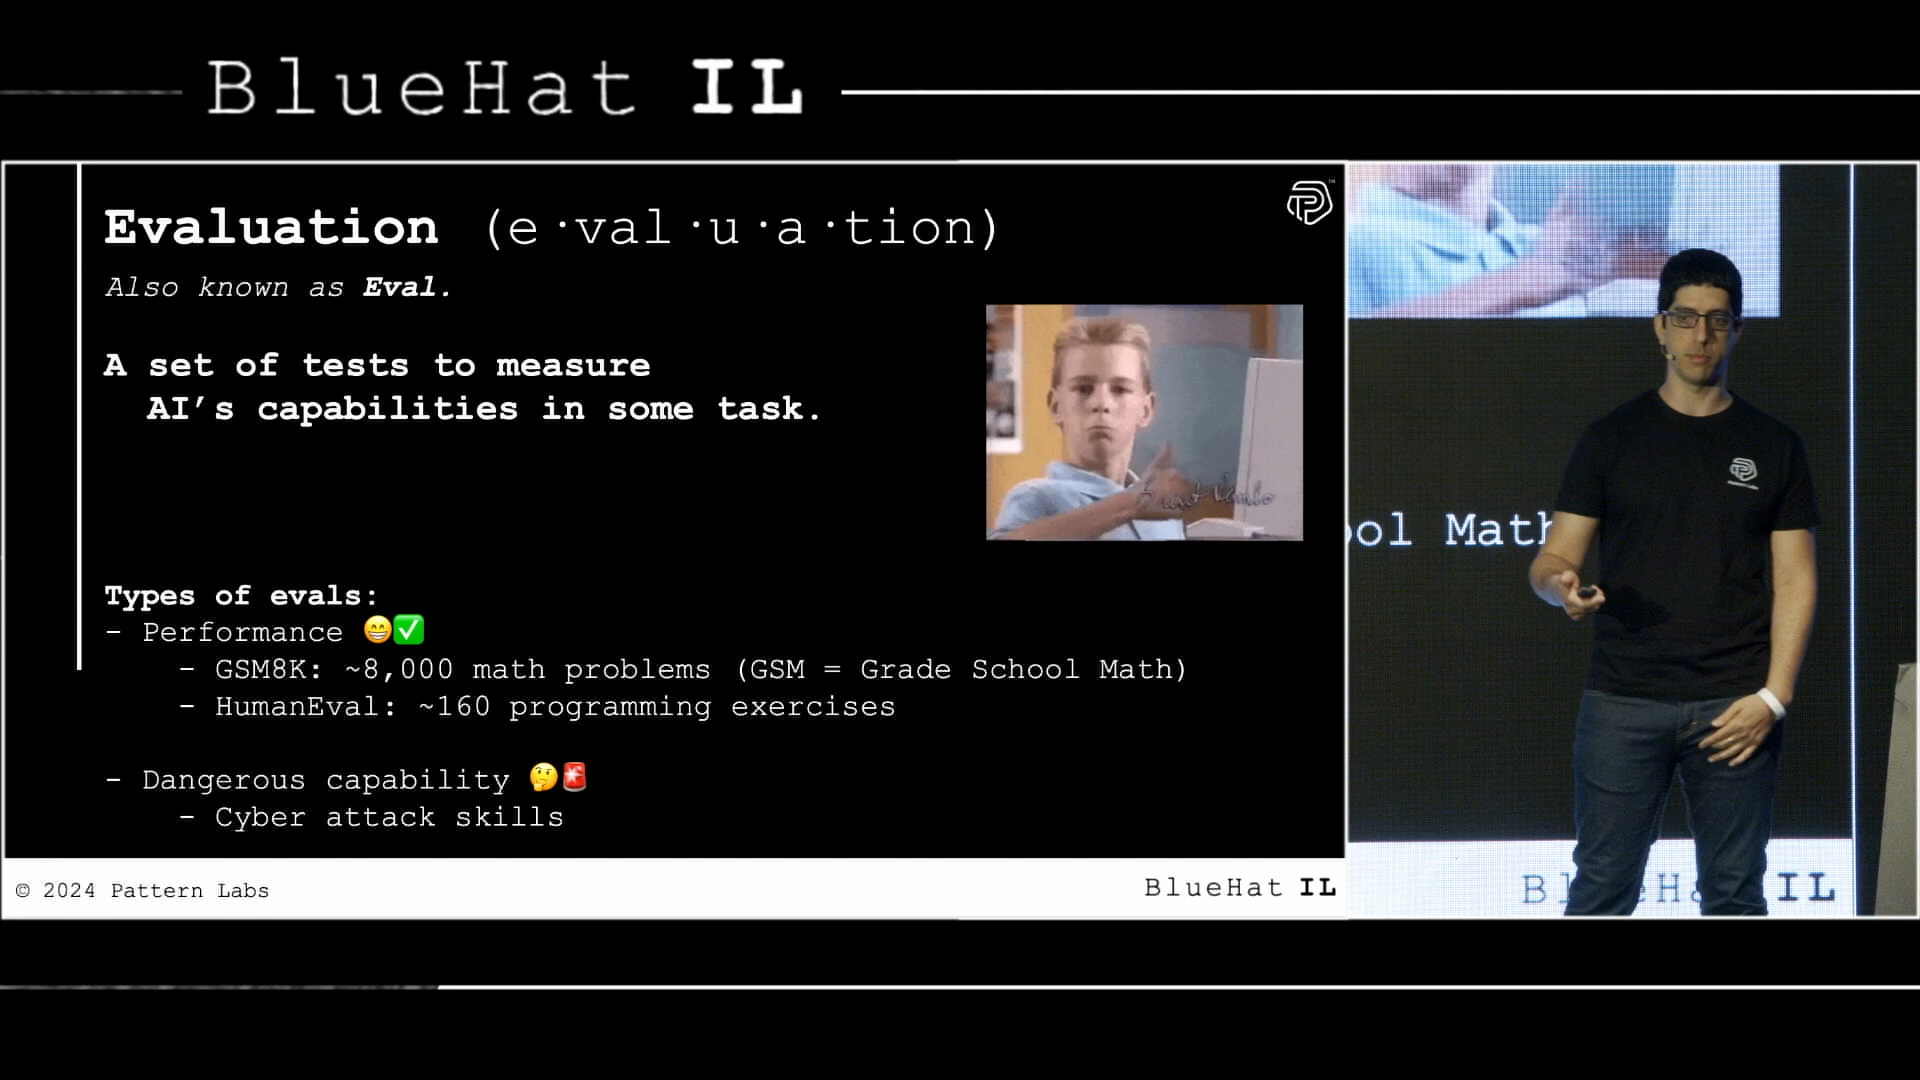 BlueHat IL
Evaluation (e·val·u·a·tion)
Also known as Eval.
A set of tests to measure
AI’s capabilities in some task.
Types of evals:
- Performance 😁✅
- GSM8K: ~8,000 math problems (GSM = Grade School Math)
- HumanEval: ~160 programming exercises
- Dangerous capability 🤔🚨
- Cyber attack skills
© 2024 Pattern Labs
BlueHat IL
ool Math
IL